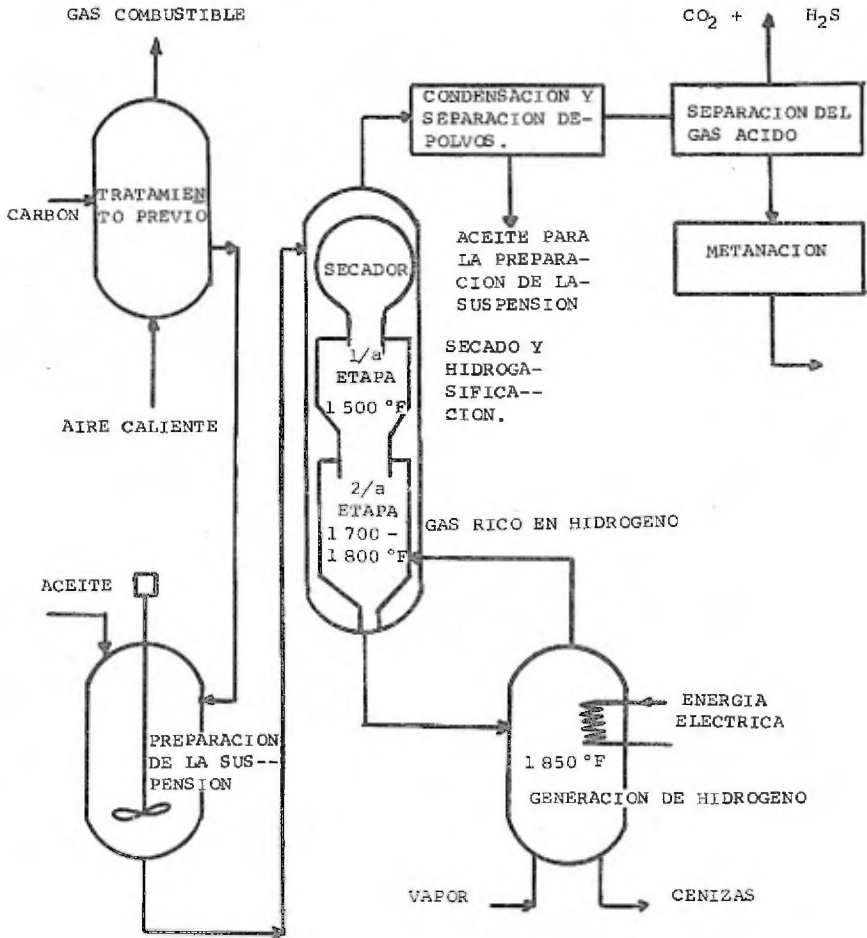 GAS COMBUSTIBLE
CO2 + H2S
CONDENSACION Y
SEPARACION DE-
POLVOS.
SEPARACION DEL
GAS ACIDO
TRATAMIEN
TO PREVIO
CARBON
ACEITE PARA
LA PREPARA-
CION DE LA-
SUSPENSION
METANACION
SECADOR
SECADO Y
HIDROGA-
SIFICA--
CION.
1/a
ETAPA
1 500 °F
AIRE CALIENTE
2/a
ETAPA
1 700 -
1 800 °F
GAS RICO EN HIDROGENO
ACEITE
ENERGIA
ELECTRICA
PREPARACION
DE LA SUS--
PENSION
1 850 °F
GENERACION DE HIDROGENO
VAPOR
CENIZAS